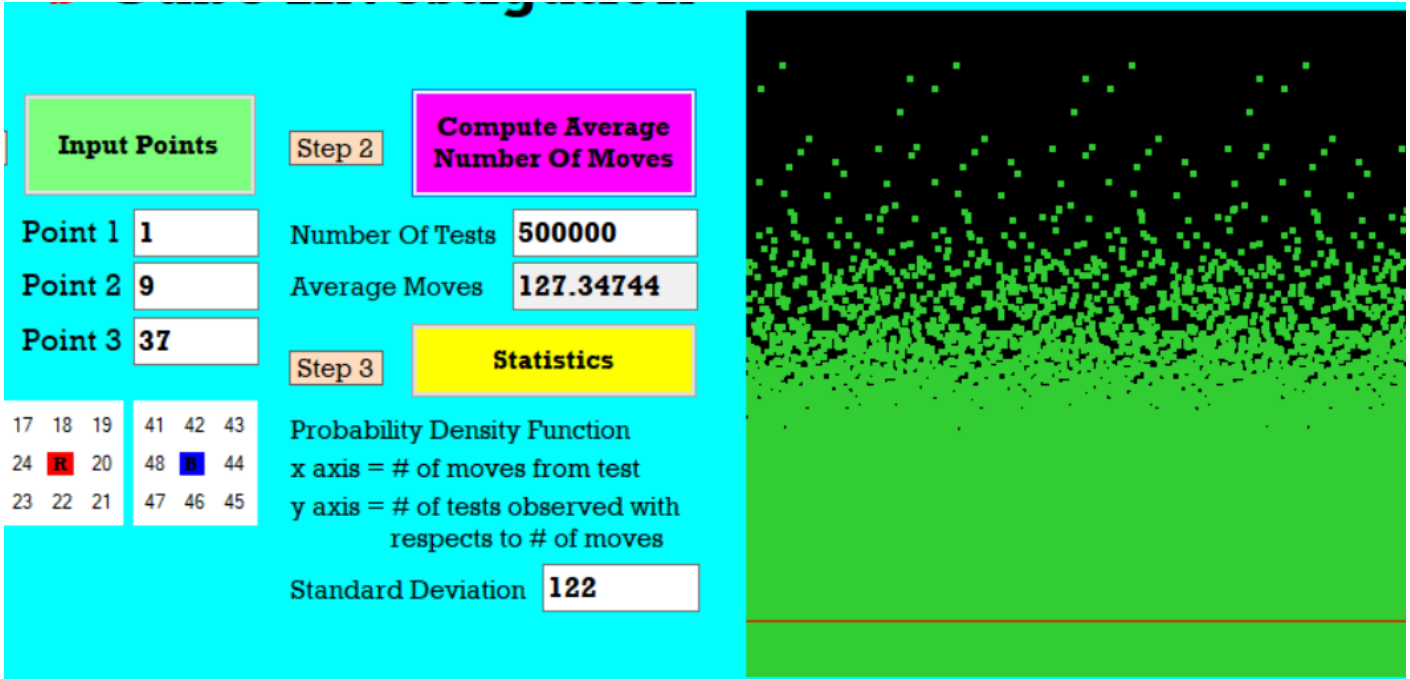 Input Points
Step 2
Compute Average
Number Of Moves
Point 1 1
Point 2 9
Point 3 37
Number Of Tests 500000
Average Moves 127.34744
Step 3
Statistics
17 18 19 41 42 43
24 R 20 48 B 44
23 22 21 47 46 45
Probability Density Function
x axis = # of moves from test
y axis = # of tests observed with
respects to # of moves
Standard Deviation 122